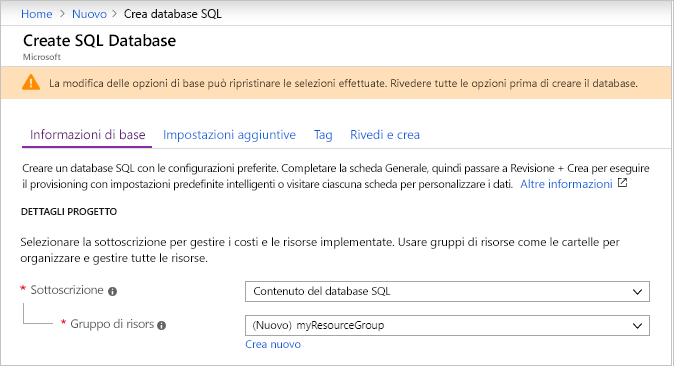 Home > Nuovo > Crea database SQL
Create SQL Database
Microsoft
La modifica delle opzioni di base può ripristinare le selezioni effettuate. Rivedere tutte le opzioni prima di creare il database.
Informazioni di base Impostazioni aggiuntive Tag Rivedi e crea
Creare un database SQL con le configurazioni preferite. Completare la scheda Generale, quindi passare a Revisione + Crea per eseguire
il provisioning con impostazioni predefinite intelligenti o visitare ciascuna scheda per personalizzare i dati. Altre informazioni
DETTAGLI PROGETTO
Selezionare la sottoscrizione per gestire i costi e le risorse implementate. Usare gruppi di risorse come le cartelle per
organizzare e gestire tutte le risorse.
* Sottoscrizione Contenuto del database SQL
* Gruppo di risors (Nuovo) myResourceGroup
Crea nuovo